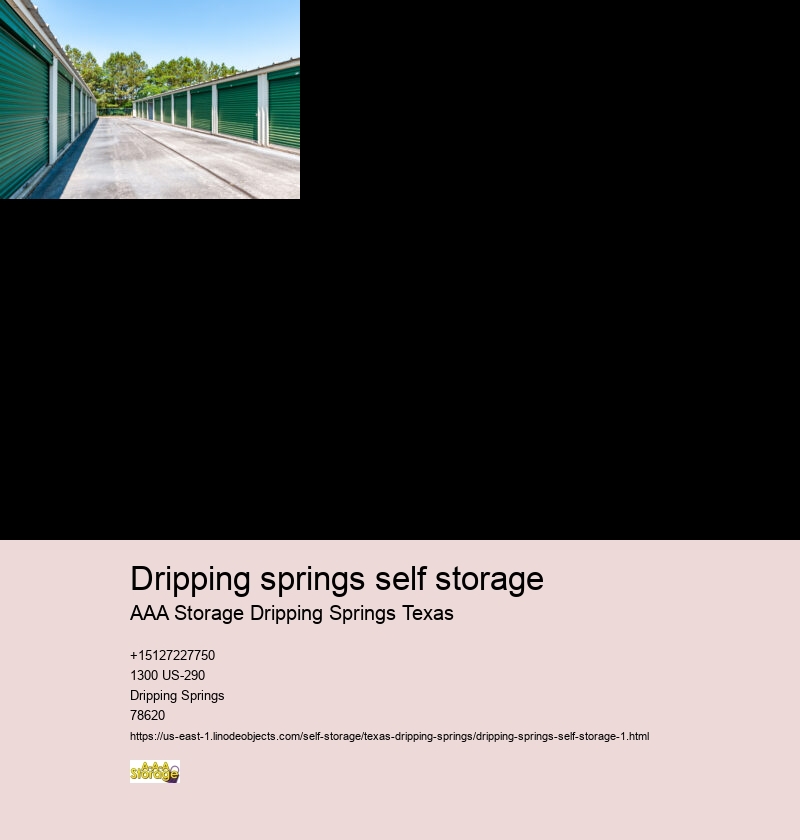 Dripping springs self storage
AAA Storage Dripping Springs Texas
+15127227750
1300 US-290
Dripping Springs
78620
https://us-east-1.linodeobjects.com/self-storage/texas-dripping-springs/dripping-springs-self-storage-1.html
A-A-A
Storage